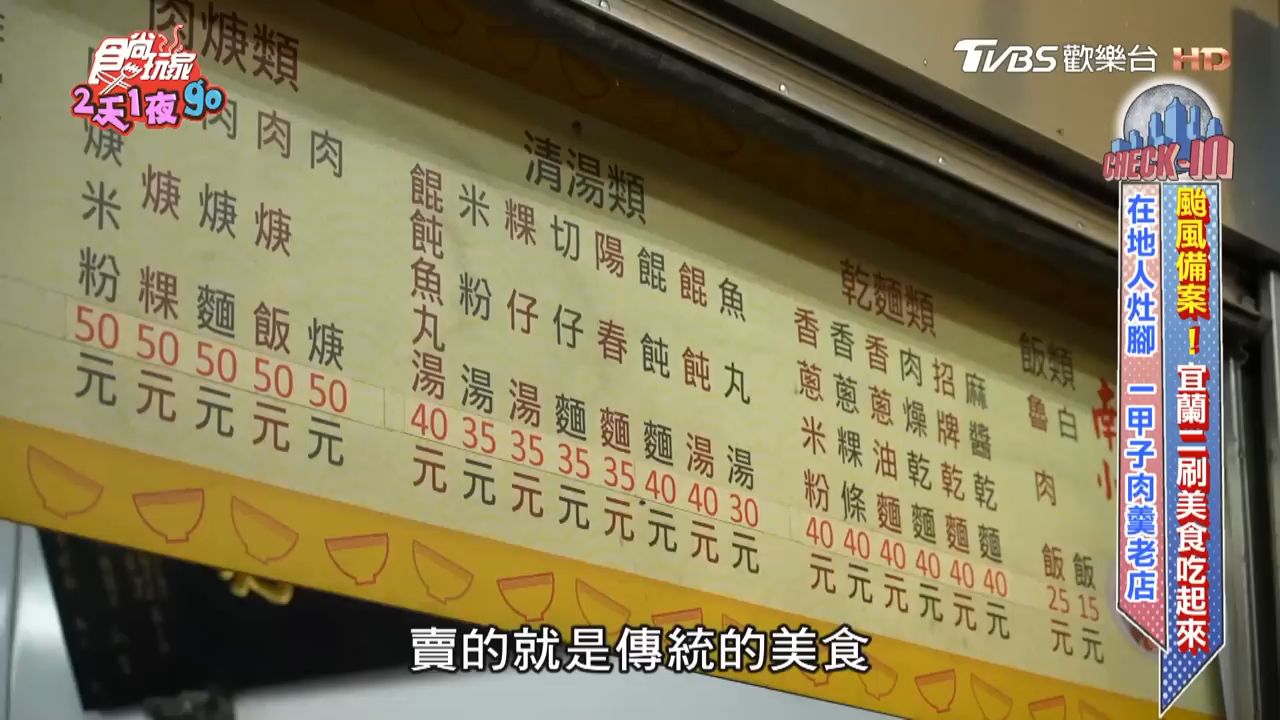 食尚玩家
2天1夜go
TVBS歡樂台 HD
CHECK-IN
颱風備案！宜蘭二刷美食吃起來
在地人灶腳 一甲子肉羹老店
肉焿類
焿米粉 50元
焿粿 50元
肉焿麵 50元
肉焿飯 50元
肉焿 50元
清湯類
餛飩魚丸湯 40元
米粉湯 35元
粿仔湯 35元
切仔麵 35元
陽春麵 35元
餛飩麵 40元
餛飩湯 40元
魚丸湯 30元
乾麵類
香蔥米粉 40元
香蔥粿條 40元
香蔥油麵 40元
肉燥乾麵 40元
招牌乾麵 40元
麻醬乾麵 40元
飯類
魯肉飯 25元
白飯 15元
賣的就是傳統的美食